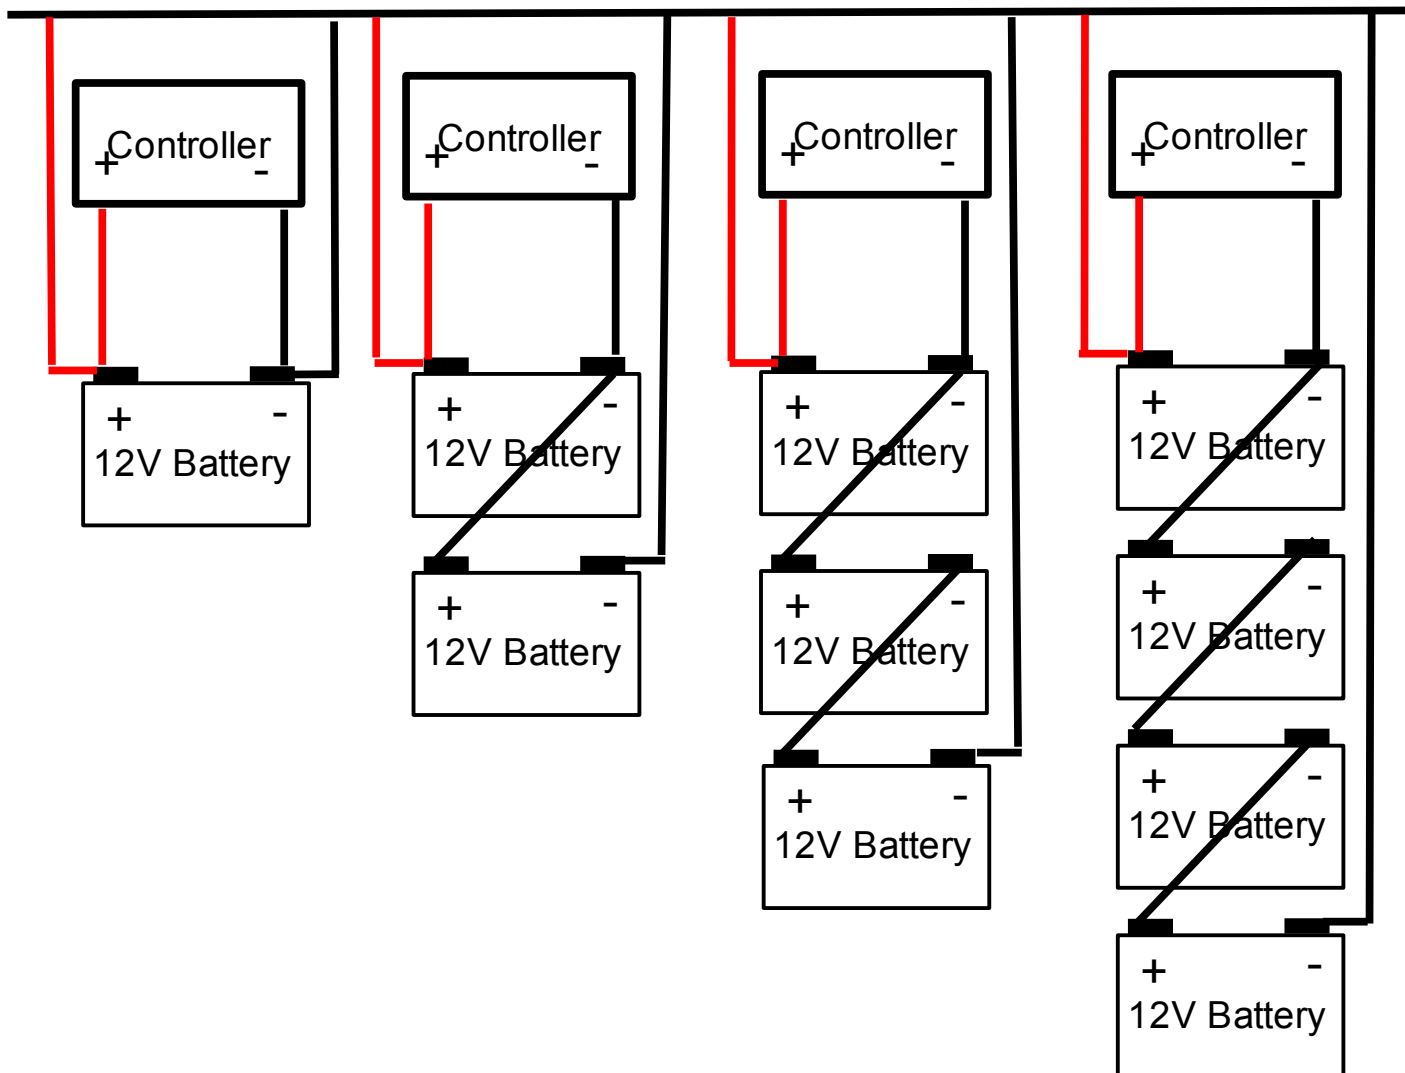 Controller
+ -
Controller
+ -
Controller
+ -
Controller
+ -
+ -
12V Battery
+ -
12V Battery
+ -
12V Battery
+ -
12V Battery
+ -
12V Battery
+ -
12V Battery
+ -
12V Battery
+ -
12V Battery
+ -
12V Battery
+ -
12V Battery